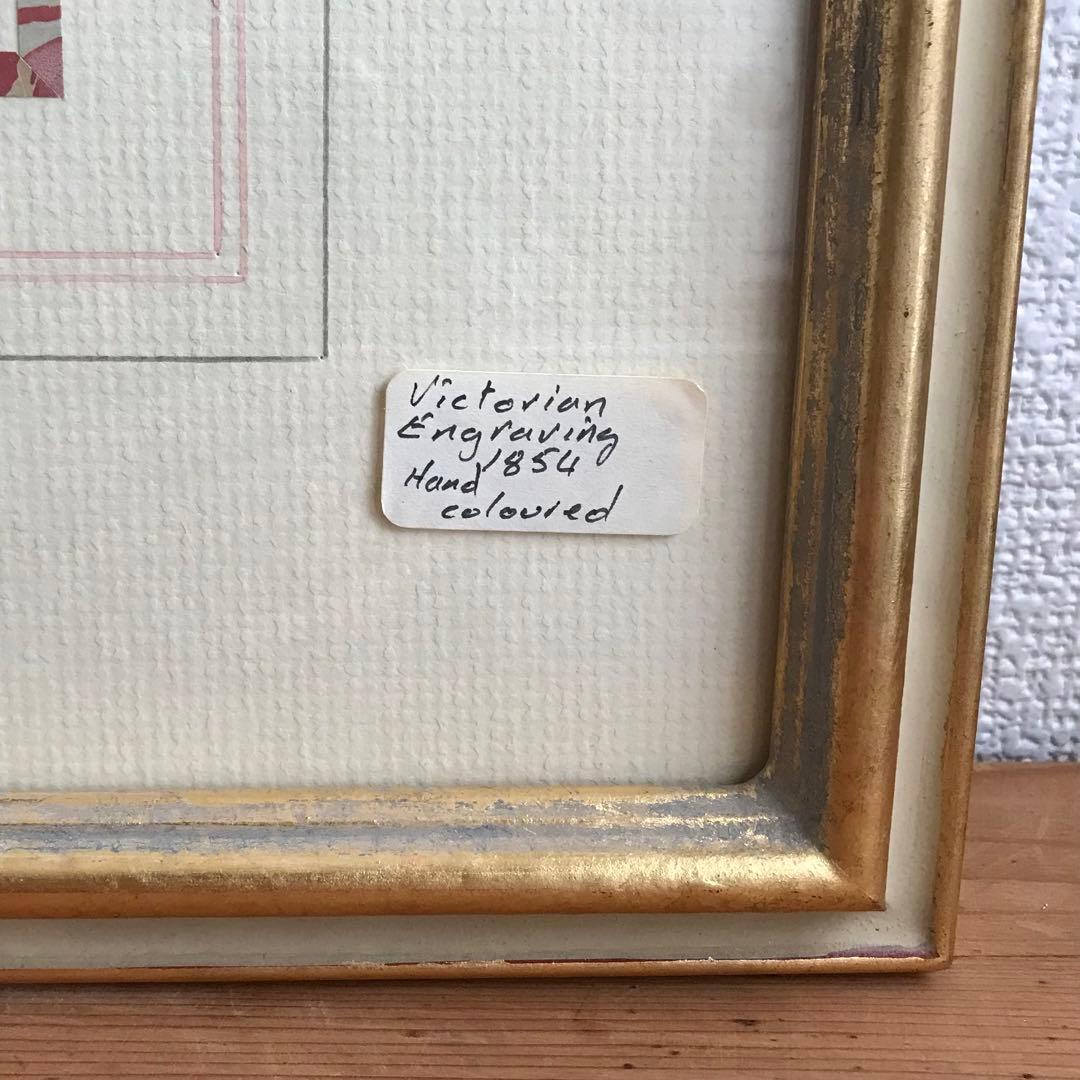 Victorian
Engraving
1854
Hand
coloured